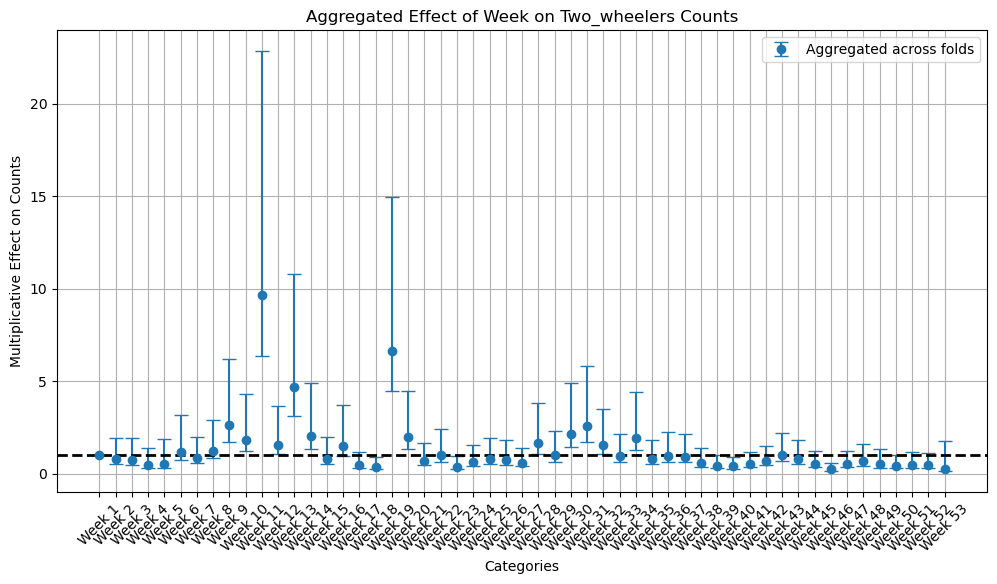 Aggregated Effect of Week on Two_wheelers Counts
Aggregated across folds
Multiplicative Effect on Counts
20
15
10
5
0
Week 1
Week 2
Week 3
Week 4
Week 5
Week 6
Week 7
Week 8
Week 9
Week 10
Week 11
Week 12
Week 13
Week 14
Week 15
Week 16
Week 17
Week 18
Week 19
Week 20
Week 21
Week 22
Week 23
Week 24
Week 25
Week 26
Week 27
Week 28
Week 29
Week 30
Week 31
Week 32
Week 33
Week 34
Week 35
Week 36
Week 37
Week 38
Week 39
Week 40
Week 41
Week 42
Week 43
Week 44
Week 45
Week 46
Week 47
Week 48
Week 49
Week 50
Week 51
Week 52
Week 53
Categories